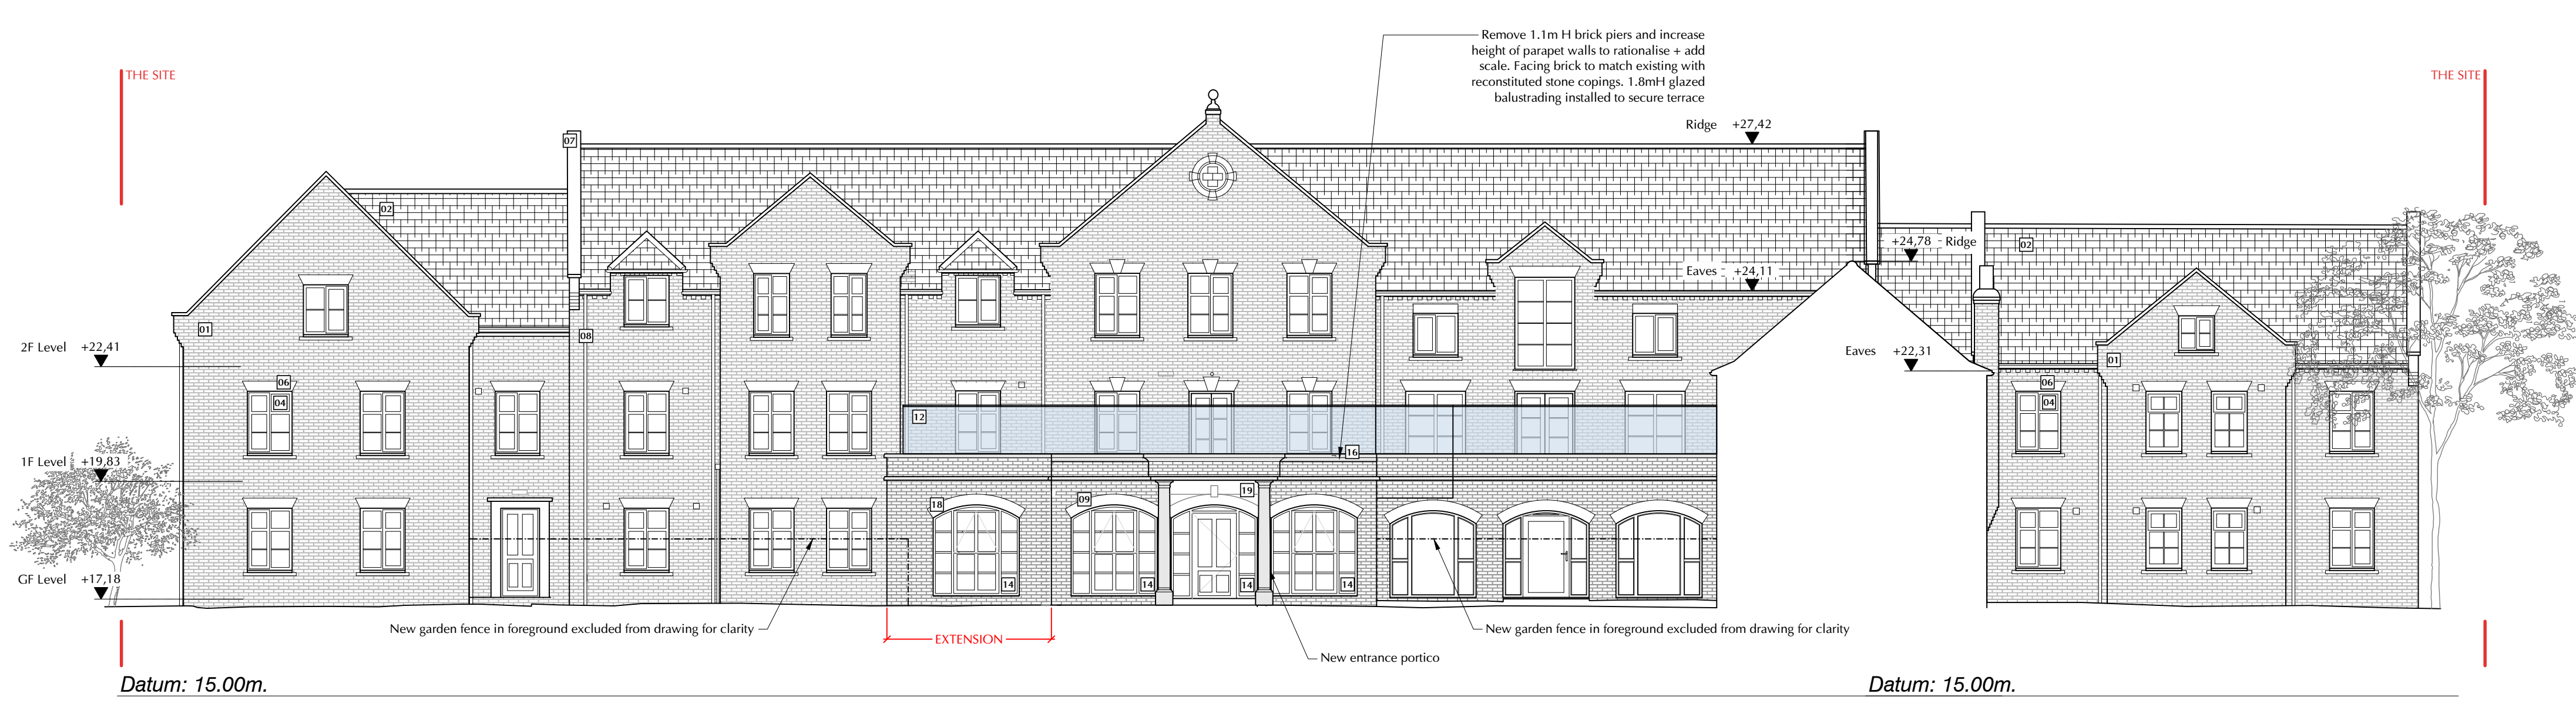 Remove 1.1m H brick piers and increase
height of parapet walls to rationalise + add
scale. Facing brick to match existing with
reconstituted stone copings. 1.8mH glazed
balustrading installed to secure terrace
THE SITE
THE SITE
Ridge +27,42
07
02
+24,78 - Ridge
02
Eaves - +24,11
01
08
2F Level +22,41
Eaves +22,31
01
06
04
06
04
12
16
1F Level +19,83
18
09
19
GF Level +17,18
14
14
14
14
New garden fence in foreground excluded from drawing for clarity
EXTENSION
New garden fence in foreground excluded from drawing for clarity
New entrance portico
Datum: 15.00m.
Datum: 15.00m.